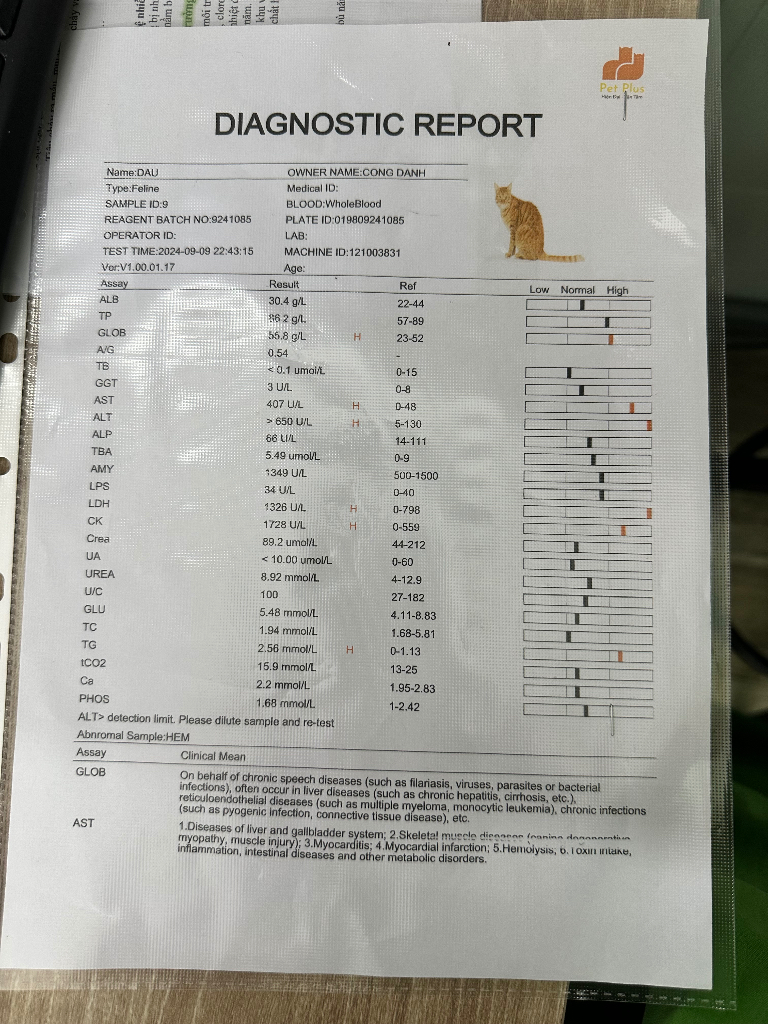 Pet Plus
DIAGNOSTIC REPORT
Name:DAU OWNER NAME:CONG DANH
Type:Feline Medical ID:
SAMPLE ID:9 BLOOD:WholeBlood
REAGENT BATCH NO:9241085 PLATE ID:019809241085
OPERATOR ID: LAB:
TEST TIME:2024-09-09 22:43:15 MACHINE ID:121003831
Ver:V1.00.01.17 Age:
Assay Result Ref Low Normal High
ALB 30.4 g/L 22-44
TP 86.2 g/L 57-89
GLOB 55.8 g/L H 23-52
A/G 0.54 -
TB < 0.1 umol/L 0-15
GGT 3 U/L 0-8
AST 407 U/L H 0-48
ALT > 650 U/L H 5-130
ALP 66 U/L 14-111
TBA 5.49 umol/L 0-9
AMY 1349 U/L 500-1500
LPS 34 U/L 0-40
LDH 1326 U/L H 0-798
CK 1728 U/L H 0-559
Crea 89.2 umol/L 44-212
UA < 10.00 umol/L 0-60
UREA 8.92 mmol/L 4-12.9
U/C 100 27-182
GLU 5.48 mmol/L 4.11-8.83
TC 1.94 mmol/L 1.68-5.81
TG 2.56 mmol/L H 0-1.13
tCO2 15.9 mmol/L 13-25
Ca 2.2 mmol/L 1.95-2.83
PHOS 1.68 mmol/L 1-2.42
ALT> detection limit. Please dilute sample and re-test
Abnromal Sample:HEM
Assay Clinical Mean
GLOB On behalf of chronic speech diseases (such as filariasis, viruses, parasites or bacterial
infections), often occur in liver diseases (such as chronic hepatitis, cirrhosis, etc.),
reticuloendothelial diseases (such as multiple myeloma, monocytic leukemia), chronic infections
(such as pyogenic infection, connective tissue disease), etc.
AST 1.Diseases of liver and gallbladder system; 2.Skeletal muscle diseases (canine degenerative
myopathy, muscle injury); 3.Myocarditis; 4.Myocardial infarction; 5.Hemolysis; 6.Toxin intake,
inflammation, intestinal diseases and other metabolic disorders.